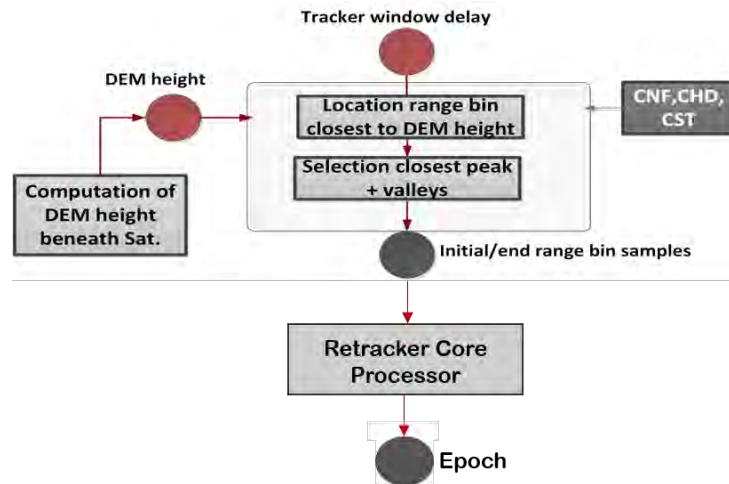 Tracker window delay
DEM height
Location range bin
closest to DEM height
CNF,CHD,
CST
Selection closest peak
+ valleys
Computation of
DEM height
beneath Sat.
Initial/end range bin samples
Retracker Core
Processor
Epoch